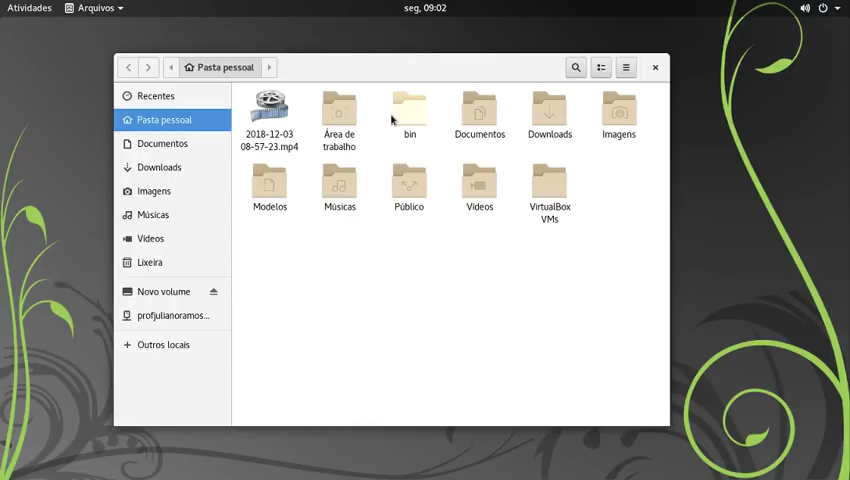 Atividades
Arquivos
seg, 09:02
Pasta pessoal
Recentes
Pasta pessoal
Documentos
Downloads
Imagens
Músicas
Vídeos
Lixeira
Novo volume
profjulianoramos...
Outros locais
2018-12-03
08-57-23.mp4
Área de
trabalho
bin
Documentos
Downloads
Imagens
Modelos
Músicas
Público
Vídeos
VirtualBox
VMs